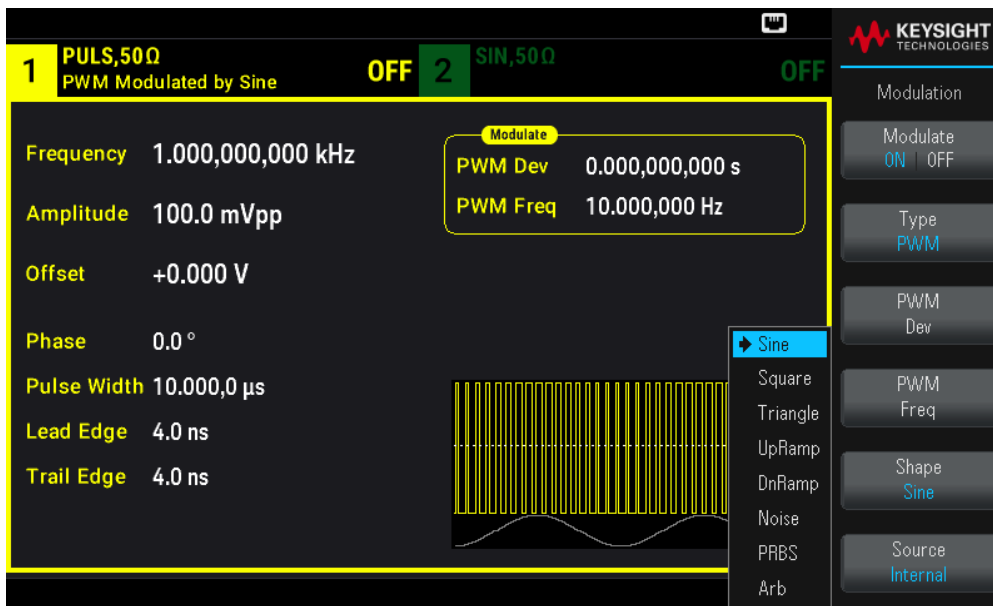 KEYSIGHT
TECHNOLOGIES
1 PULS,50Ω OFF 2 SIN,50Ω OFF
PWM Modulated by Sine
Modulation
Frequency 1.000,000,000 kHz
Amplitude 100.0 mVpp
Offset +0.000 V
Phase 0.0 °
Pulse Width 10.000,0 µs
Lead Edge 4.0 ns
Trail Edge 4.0 ns
Modulate
PWM Dev 0.000,000,000 s
PWM Freq 10.000,000 Hz
Sine
Square
Triangle
UpRamp
DnRamp
Noise
PRBS
Arb
Modulate
ON | OFF
Type
PWM
PWM
Dev
PWM
Freq
Shape
Sine
Source
Internal